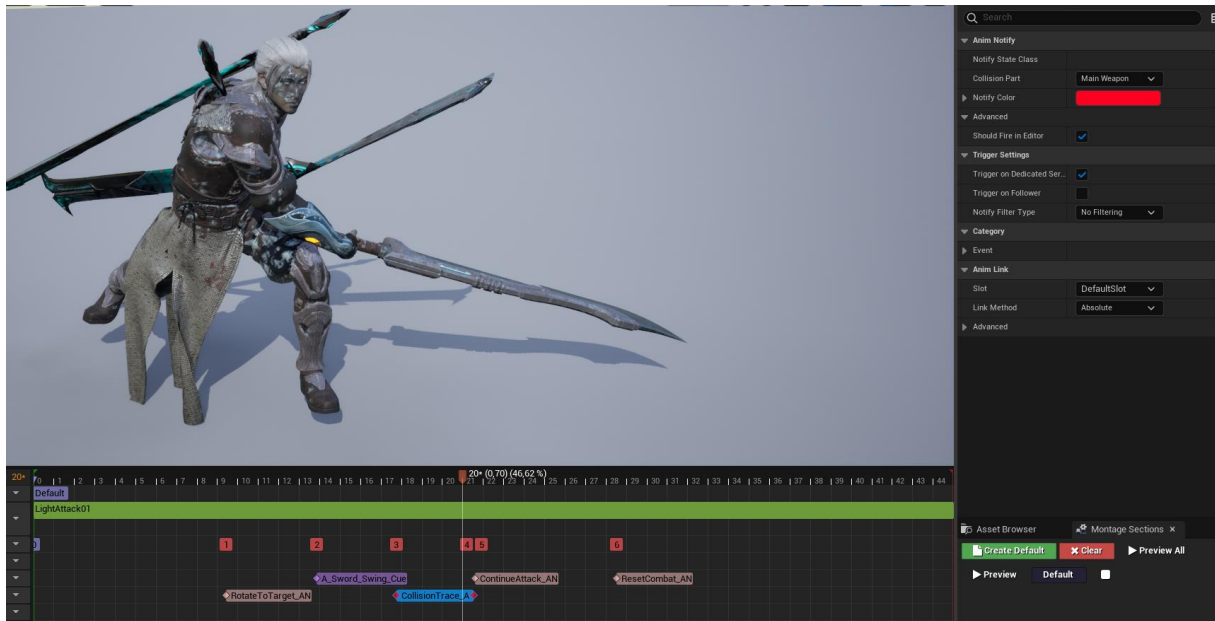 Search
Anim Notify
Notify State Class
Collision Part Main Weapon
Notify Color
Advanced
Should Fire in Editor
Trigger Settings
Trigger on Dedicated Ser...
Trigger on Follower
Notify Filter Type No Filtering
Category
Event
Anim Link
Slot DefaultSlot
Link Method Absolute
Advanced
20* (0,70) (46,62 %)
20* 0 1 2 3 4 5 6 7 8 9 10 11 12 13 14 15 16 17 18 19 20 21 22 23 24 25 26 27 28 29 30 31 32 33 34 35 36 37 38 39 40 41 42 43 44
Default
LightAttack01
1 2 3 4 5 6
A_Sword_Swing_Cue ContinueAttack_AN ResetCombat_AN
RotateToTarget_AN CollisionTrace_A
Asset Browser Montage Sections
Create Default Clear Preview All
Preview Default